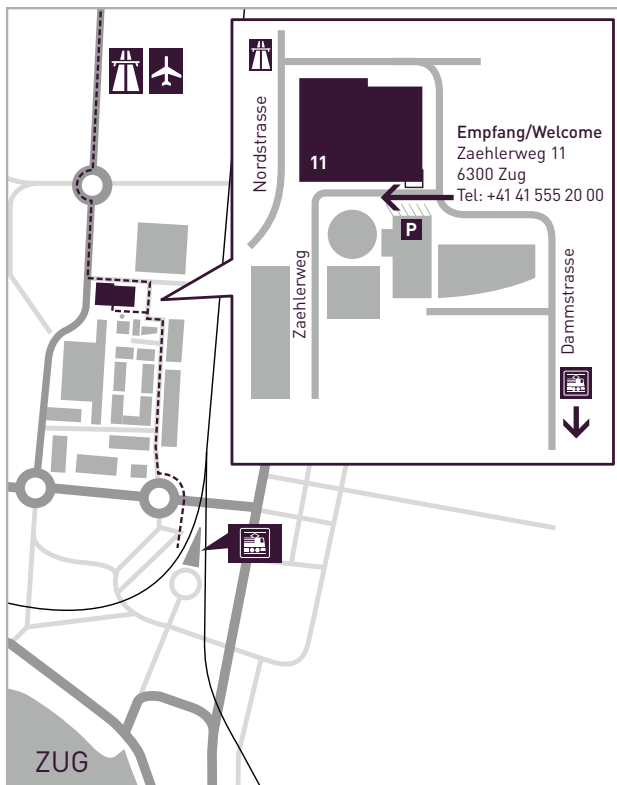 Nordstrasse
11
Empfang/Welcome
Zaehlerweg 11
6300 Zug
Tel: +41 41 555 20 00
P
Zaehlerweg
Dammstrasse
ZUG